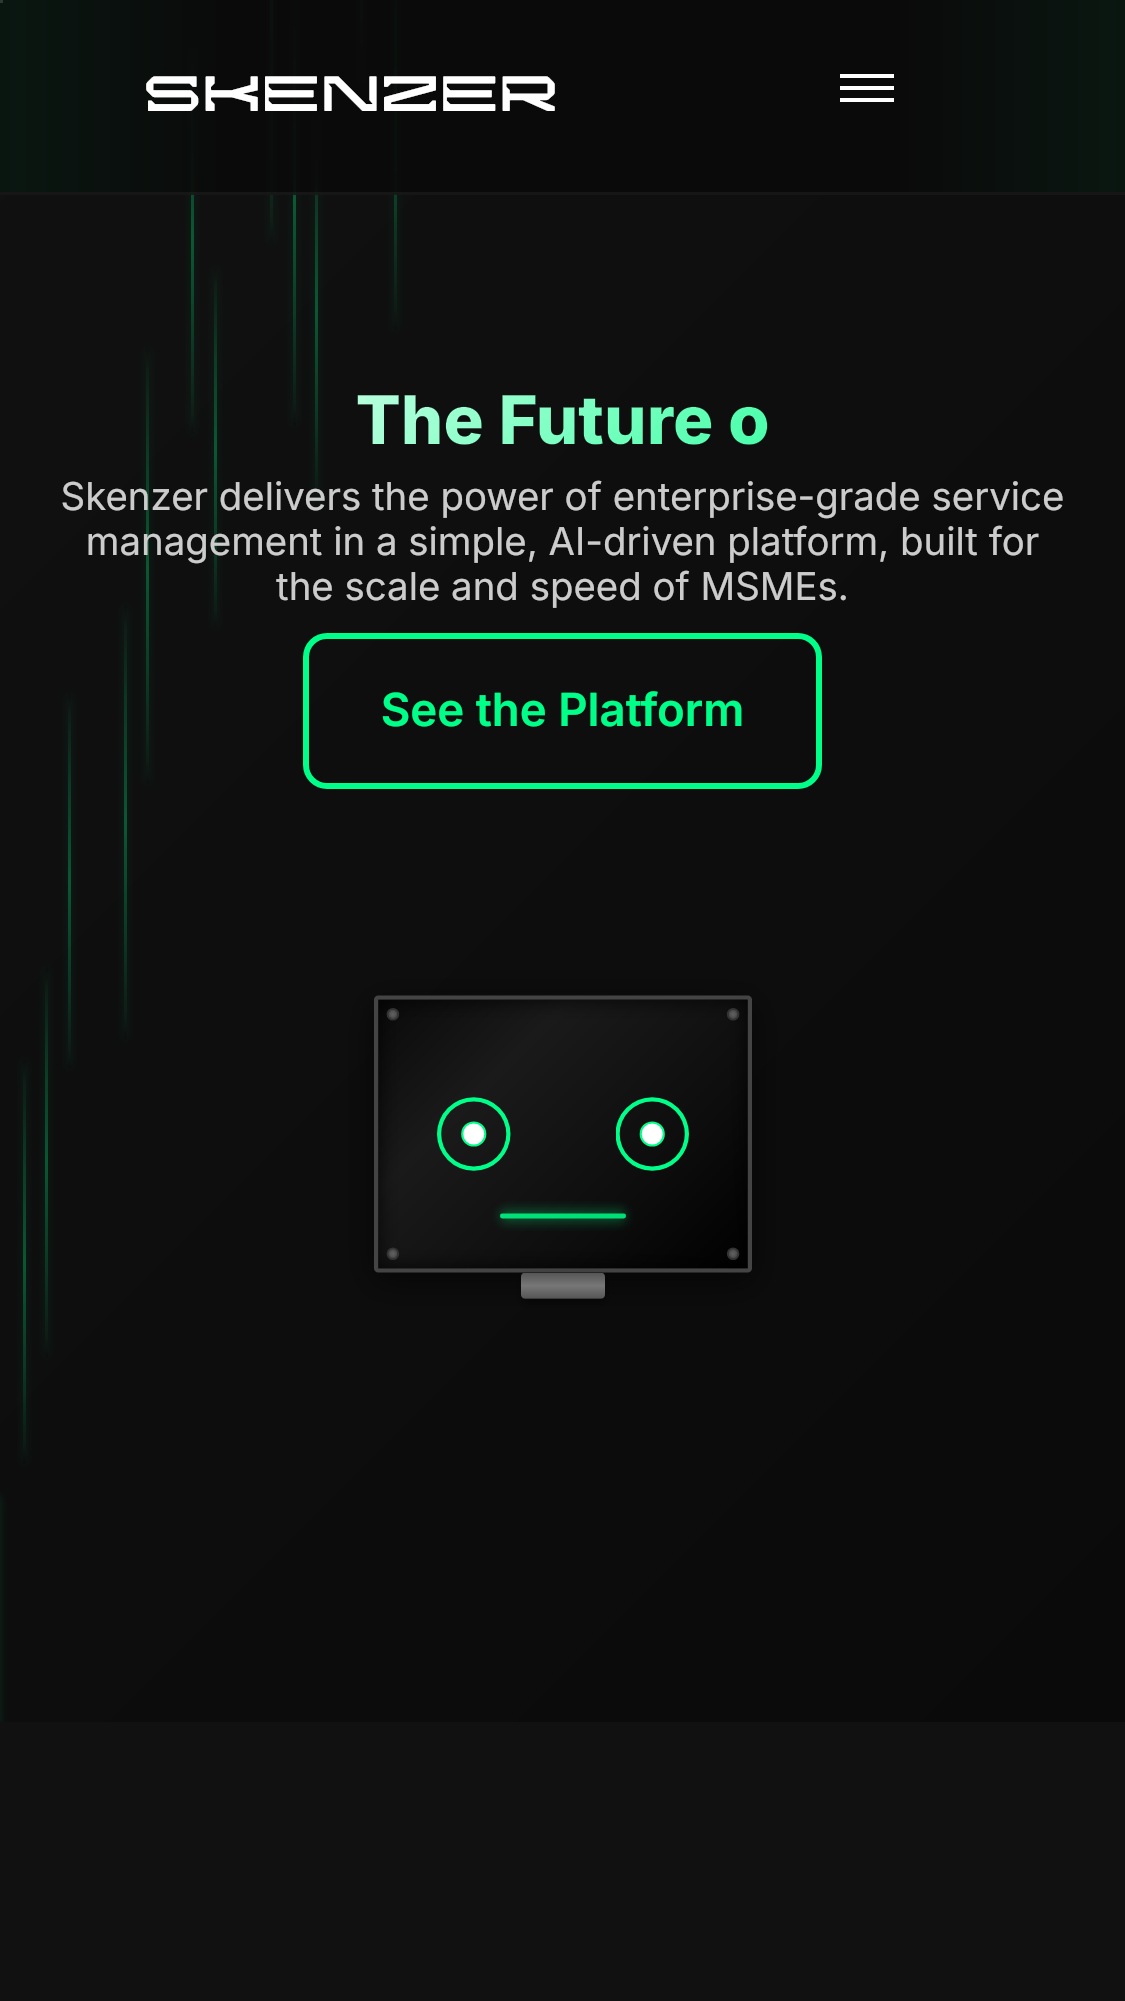 SKENZER
The Future o
Skenzer delivers the power of enterprise-grade service
management in a simple, AI-driven platform, built for
the scale and speed of MSMEs.
See the Platform